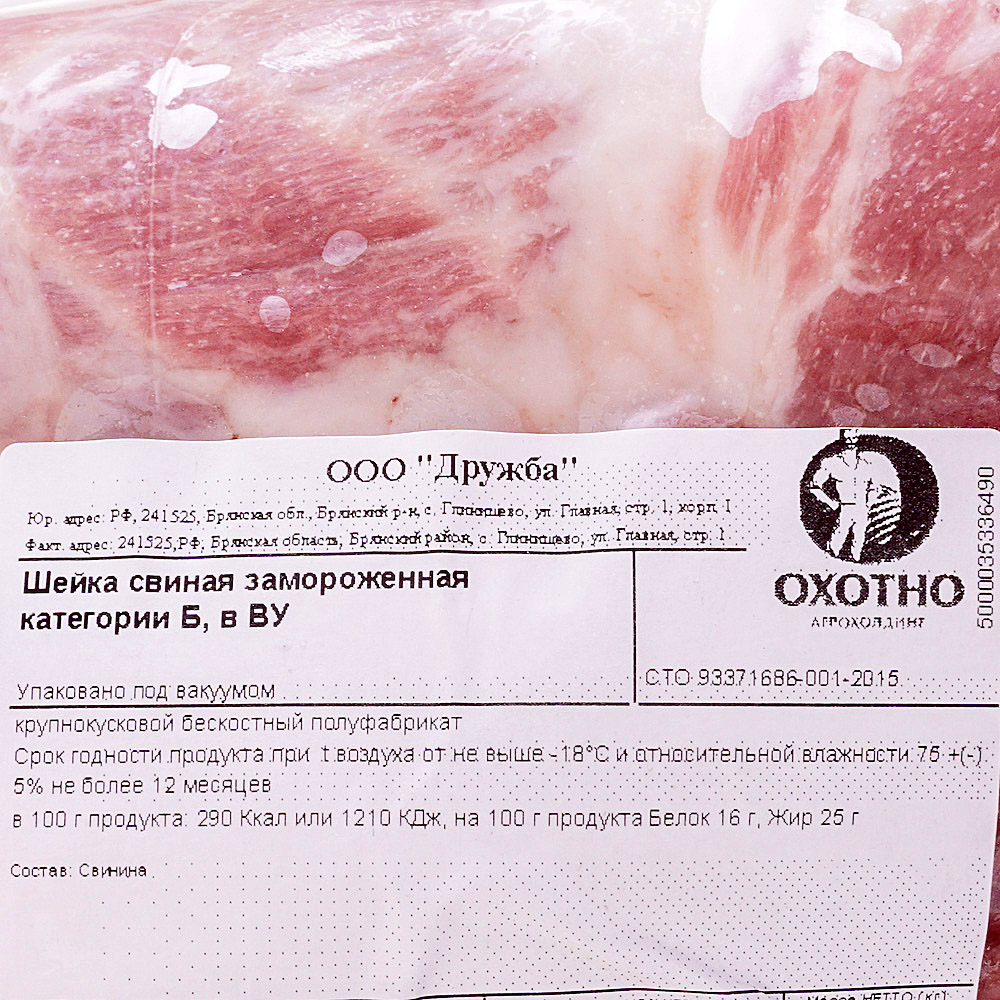 ООО "Дружба"
Юр. адрес: РФ, 241525, Брянская обл., Брянский р-н, с. Глинищево, ул. Главная, стр. 1, корп 1
Факт. адрес: 241525,РФ, Брянская область, Брянский район, с. Глинищево, ул. Главная, стр. 1
ОХОТНО
АГРОХОЛДИНГ
5000035336490
Шейка свиная замороженная
категории Б, в ВУ
Упаковано под вакуумом
СТО 93371686-001-2015
крупнокусковой бескостный полуфабрикат
Срок годности продукта при t воздуха от не выше -18°С и относительной влажности 75 +(-)
5% не более 12 месяцев
в 100 г продукта: 290 Ккал или 1210 КДж, на 100 г продукта Белок 16 г, Жир 25 г
Состав: Свинина
НЕТТО (кг)